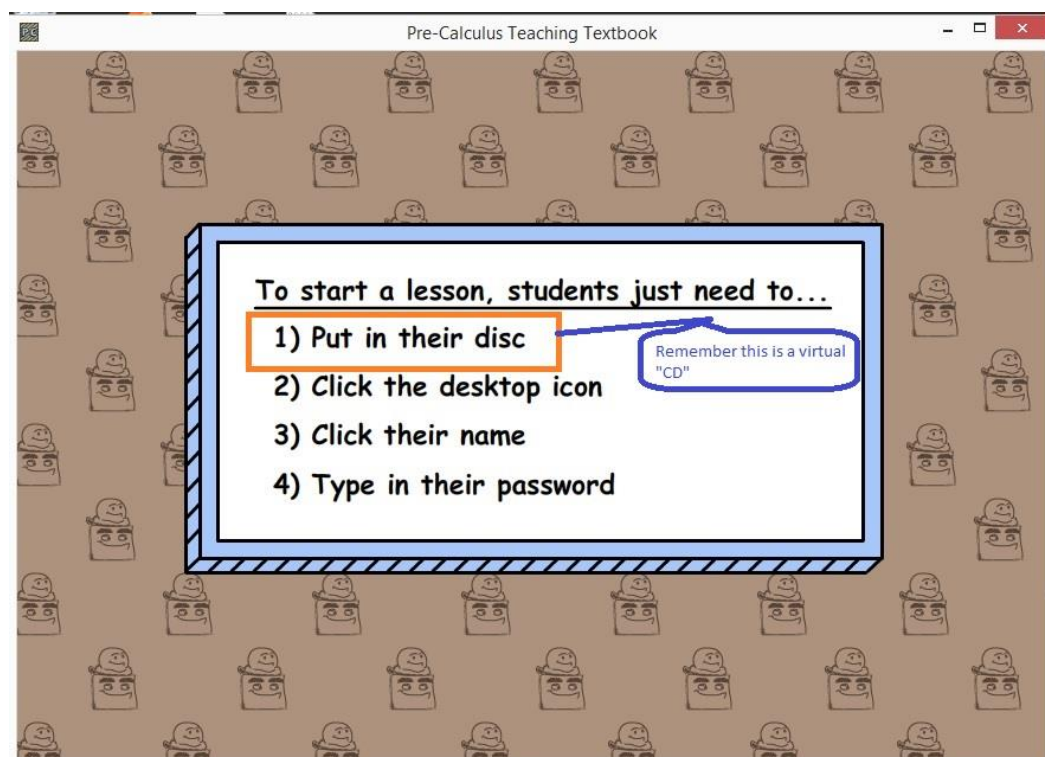 PC
Pre-Calculus Teaching Textbook
To start a lesson, students just need to...
1) Put in their disc
Remember this is a virtual
"CD"
2) Click the desktop icon
3) Click their name
4) Type in their password